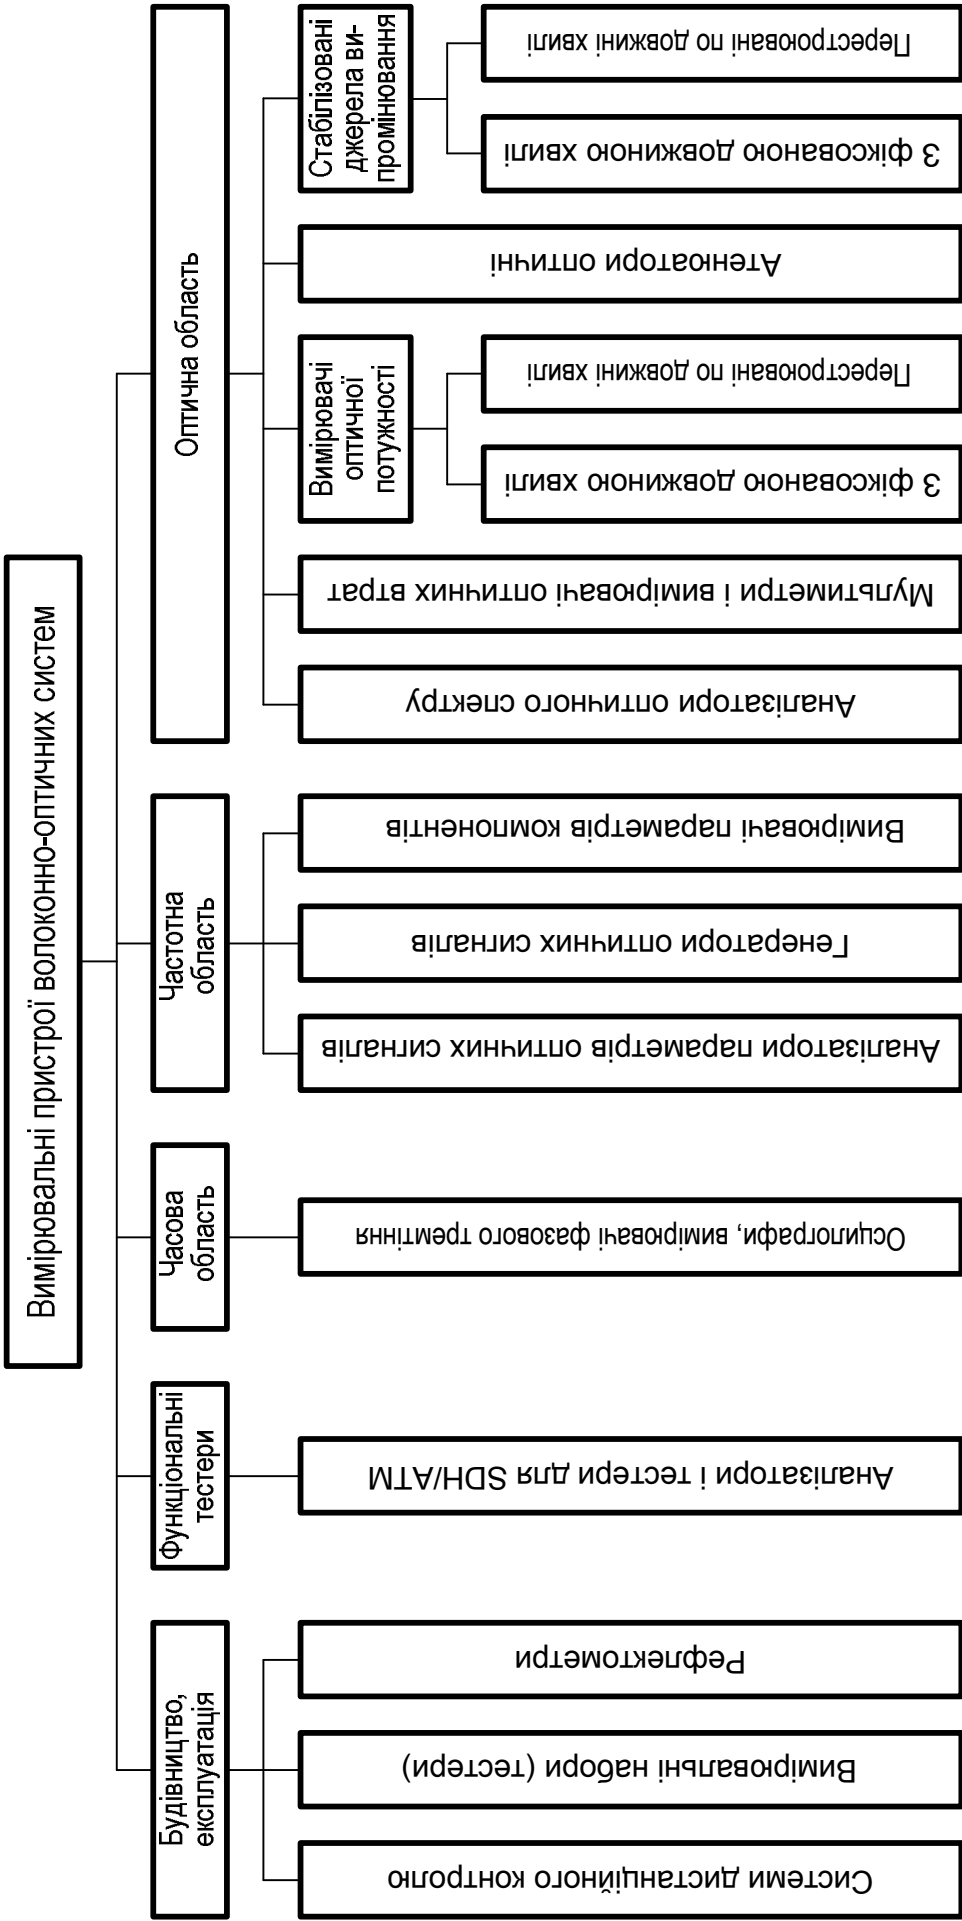 Вимірювальні пристрої волоконно-оптичних систем
Будівництво,
експлуатація
Системи дистанційного контролю
Вимірювальні набори (тестери)
Рефлектометри
Функціональні
тестери
Аналізатори і тестери для SDH/ATM
Часова
область
Осцилографи, вимірювачі фазового тремтіння
Частотна
область
Аналізатори параметрів оптичних сигналів
Генератори оптичних сигналів
Вимірювачі параметрів компонентів
Оптична область
Аналізатори оптичного спектру
Мультиметри і вимірювачі оптичних втрат
Вимірювачі
оптичної
потужності
З фіксованою довжиною хвилі
Перестроювані по довжині хвилі
Атенюатори оптичні
Стабілізовані
джерела ви-
промінювання
З фіксованою довжиною хвилі
Перестроювані по довжині хвилі